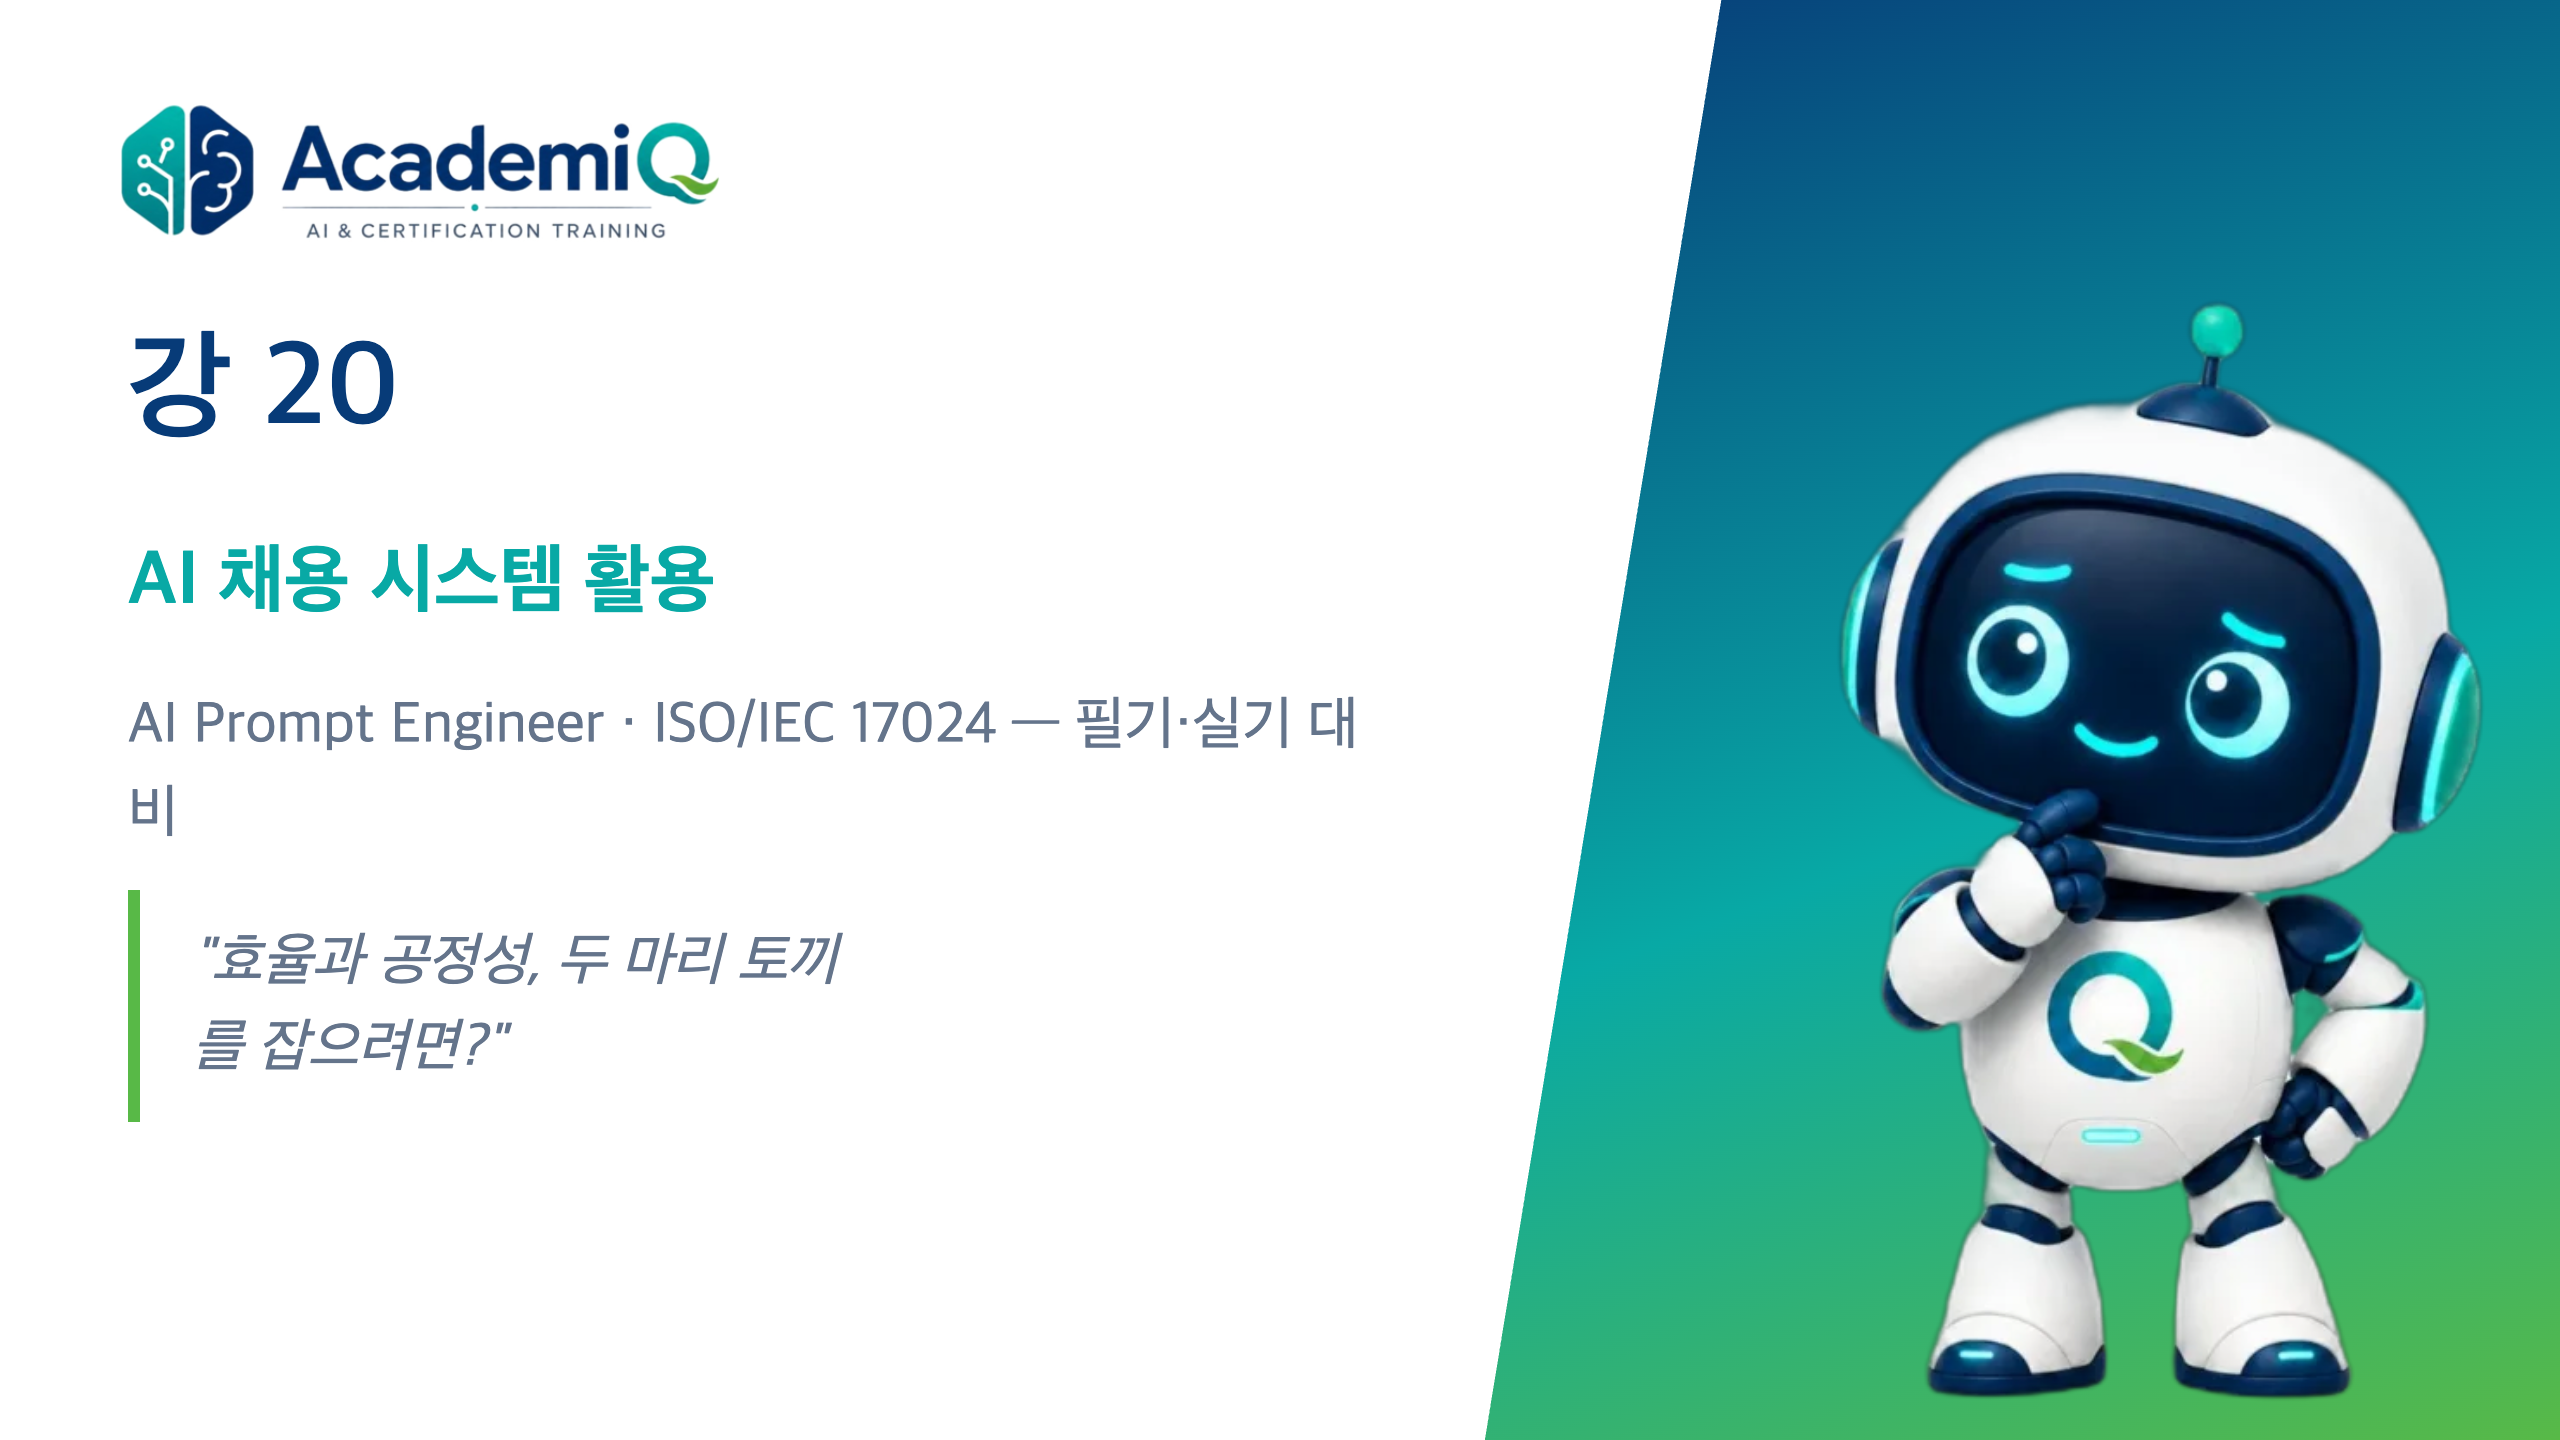 AcademiQ
AI & CERTIFICATION TRAINING
강 20
AI 채용 시스템 활용
AI Prompt Engineer · ISO/IEC 17024 — 필기·실기 대
비
"효율과 공정성, 두 마리 토끼
를 잡으려면?"
Q